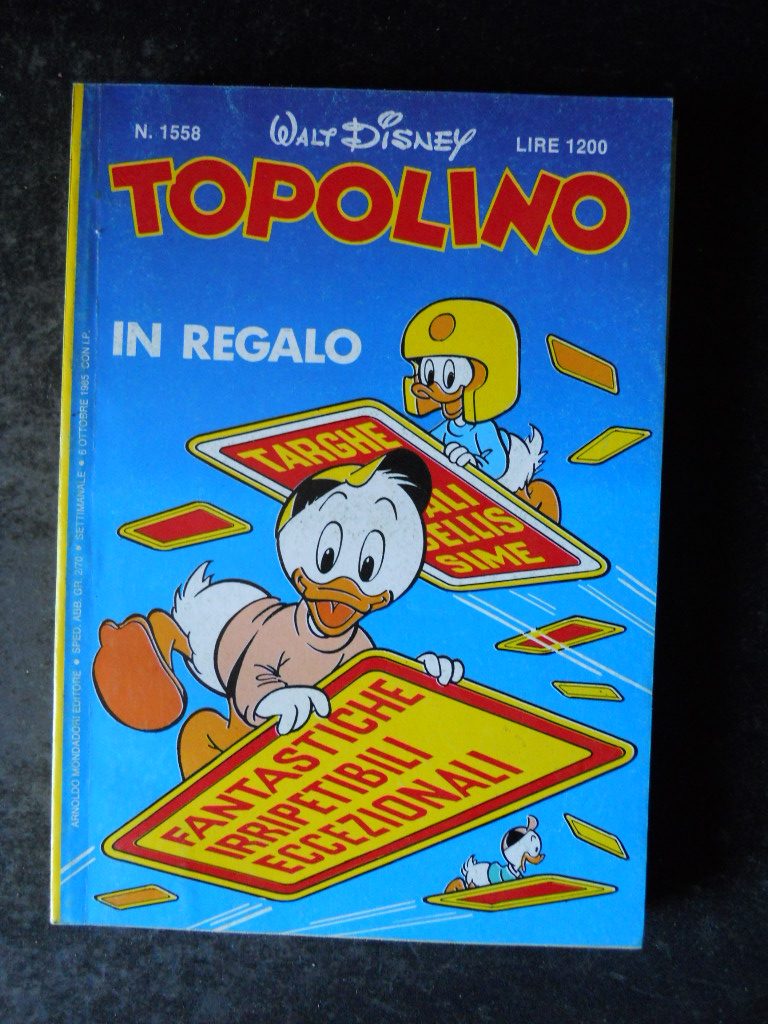 N. 1558
WALT DISNEY
LIRE 1200
TOPOLINO
IN REGALO
TARGHE
ALI
ELLIS
SIME
FANTASTICHE
IRRIPETIBILI
ECCEZIONALI
ARNOLDO MONDADORI EDITORE • SPED. ABB. GR. 2/70 • SETTIMANALE • 6 OTTOBRE 1985 CON I.P.